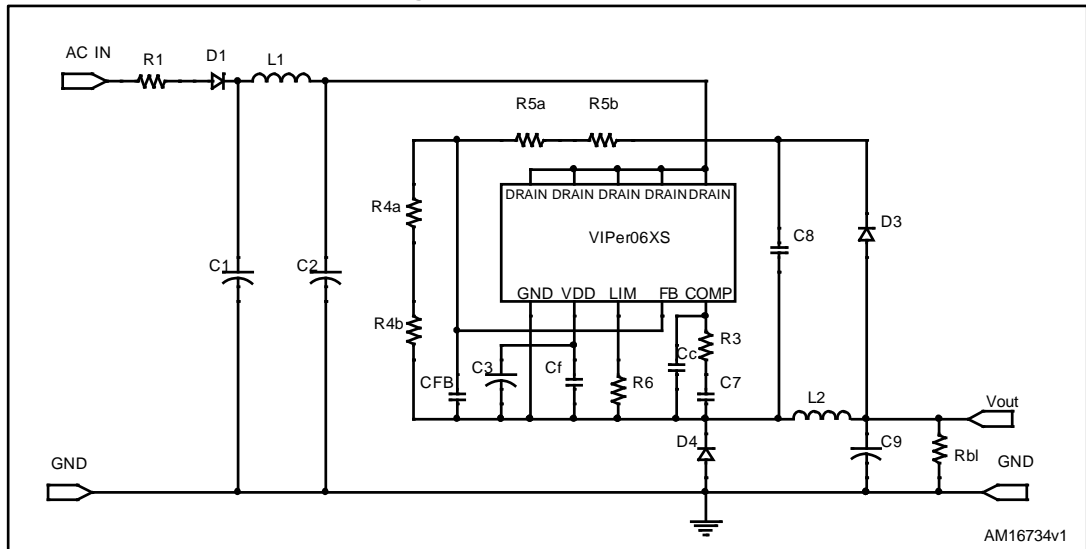 AC IN
R1
D1
L1
R5a
R5b
DRAIN DRAIN DRAIN DRAIN DRAIN
R4a
VIPer06XS
C8
D3
C1
C2
GND VDD LIM FB COMP
R4b
R3
CFB
C3
Cf
R6
Cc
C7
L2
Vout
D4
C9
Rbl
GND
GND
AM16734v1